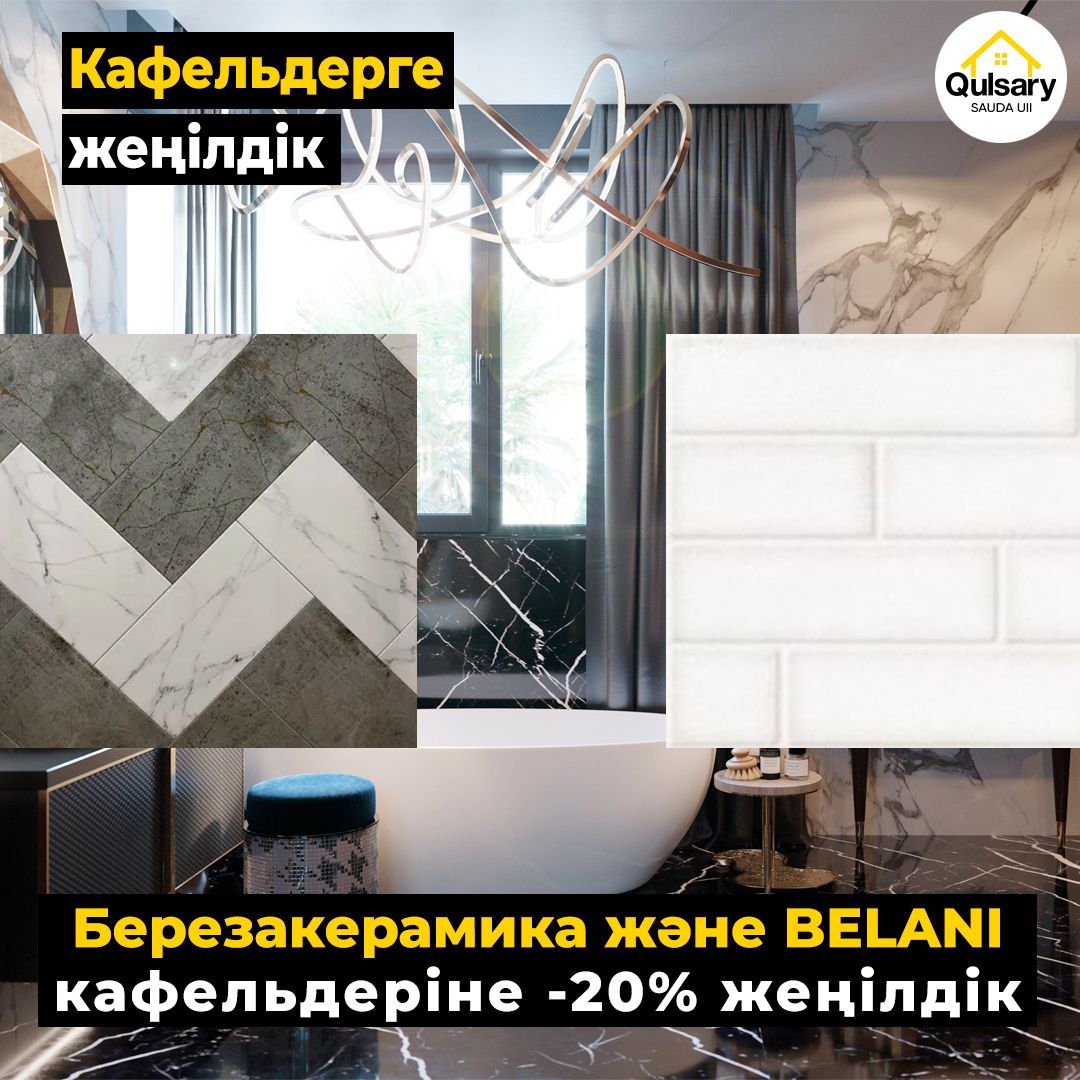 Кафельдерге
жеңілдік
Qulsary
SAUDA UII
Березакерамика және BELANI
кафельдеріне -20% жеңілдік